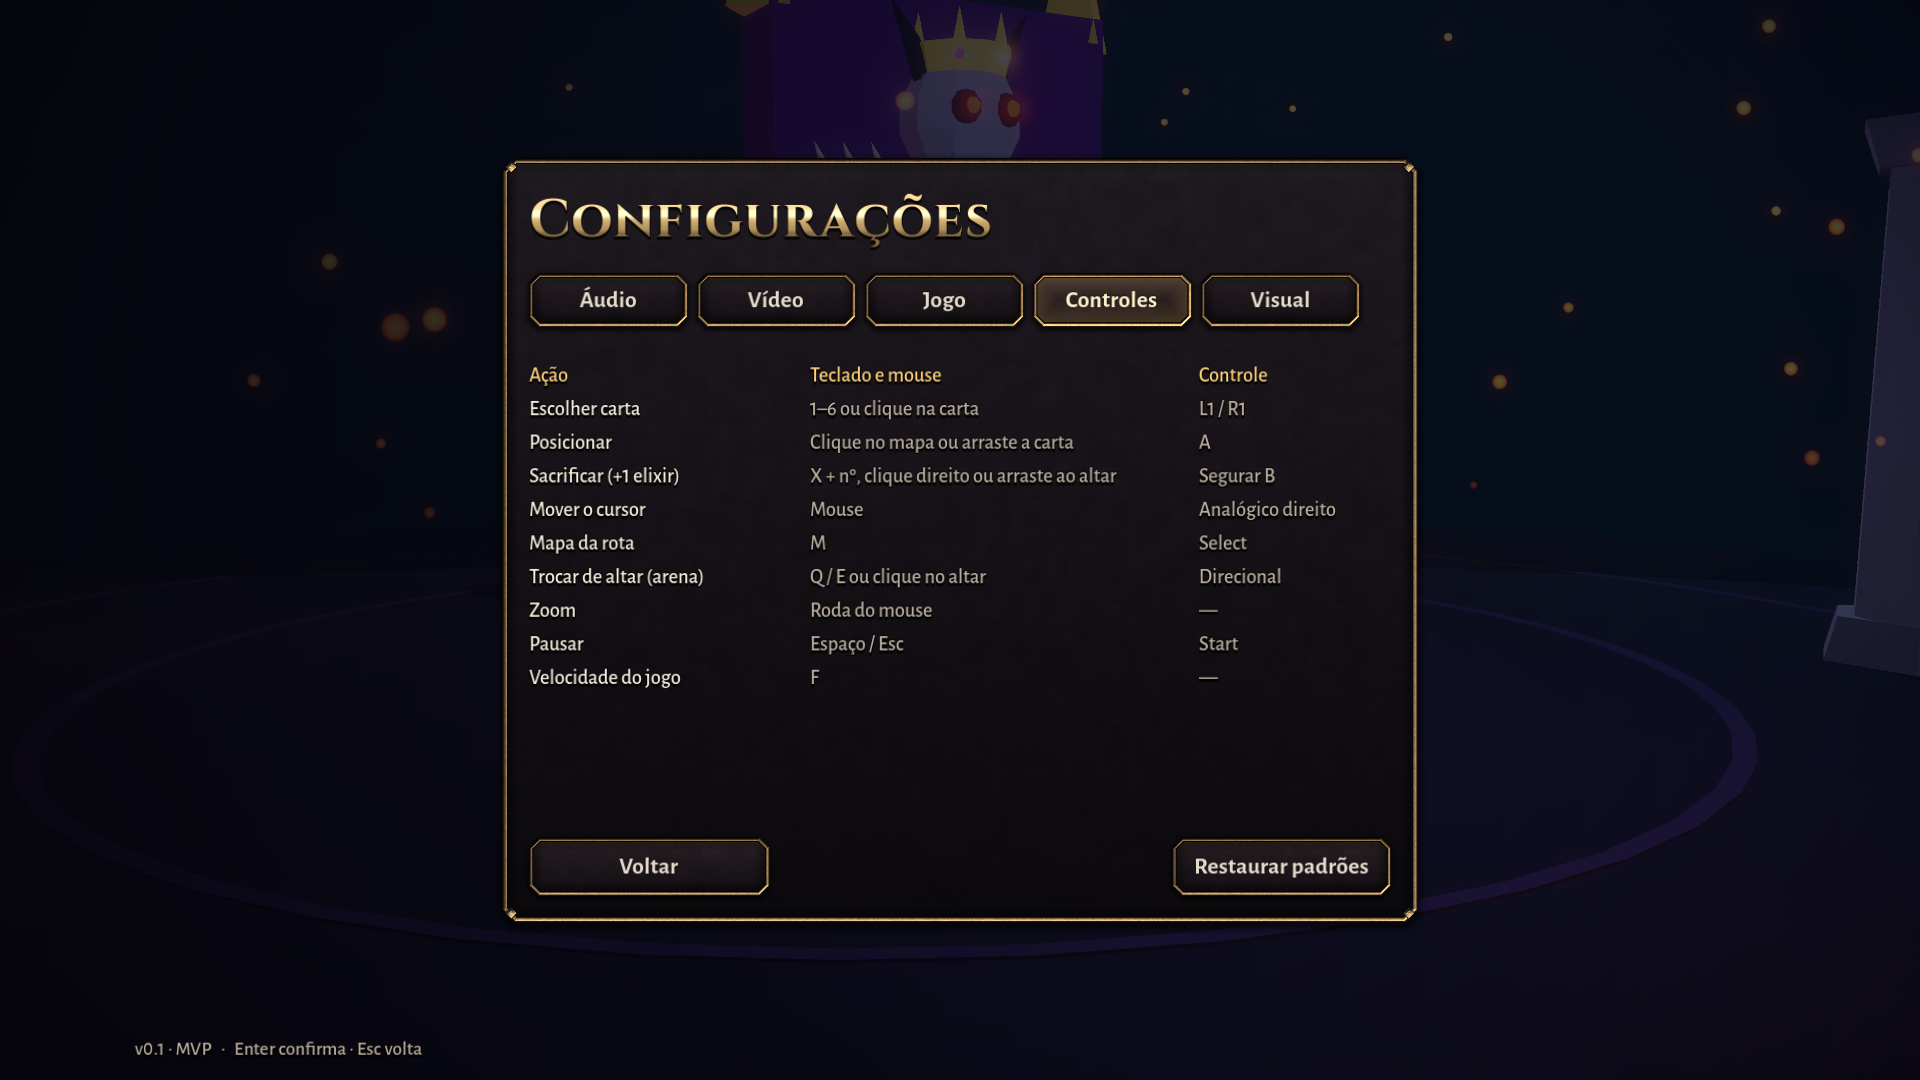 Configurações
Áudio Vídeo Jogo Controles Visual
Ação Teclado e mouse Controle
Escolher carta 1–6 ou clique na carta L1 / R1
Posicionar Clique no mapa ou arraste a carta A
Sacrificar (+1 elixir) X + nº, clique direito ou arraste ao altar Segurar B
Mover o cursor Mouse Analógico direito
Mapa da rota M Select
Trocar de altar (arena) Q / E ou clique no altar Direcional
Zoom Roda do mouse —
Pausar Espaço / Esc Start
Velocidade do jogo F —
Voltar Restaurar padrões
v0.1 · MVP · Enter confirma · Esc volta